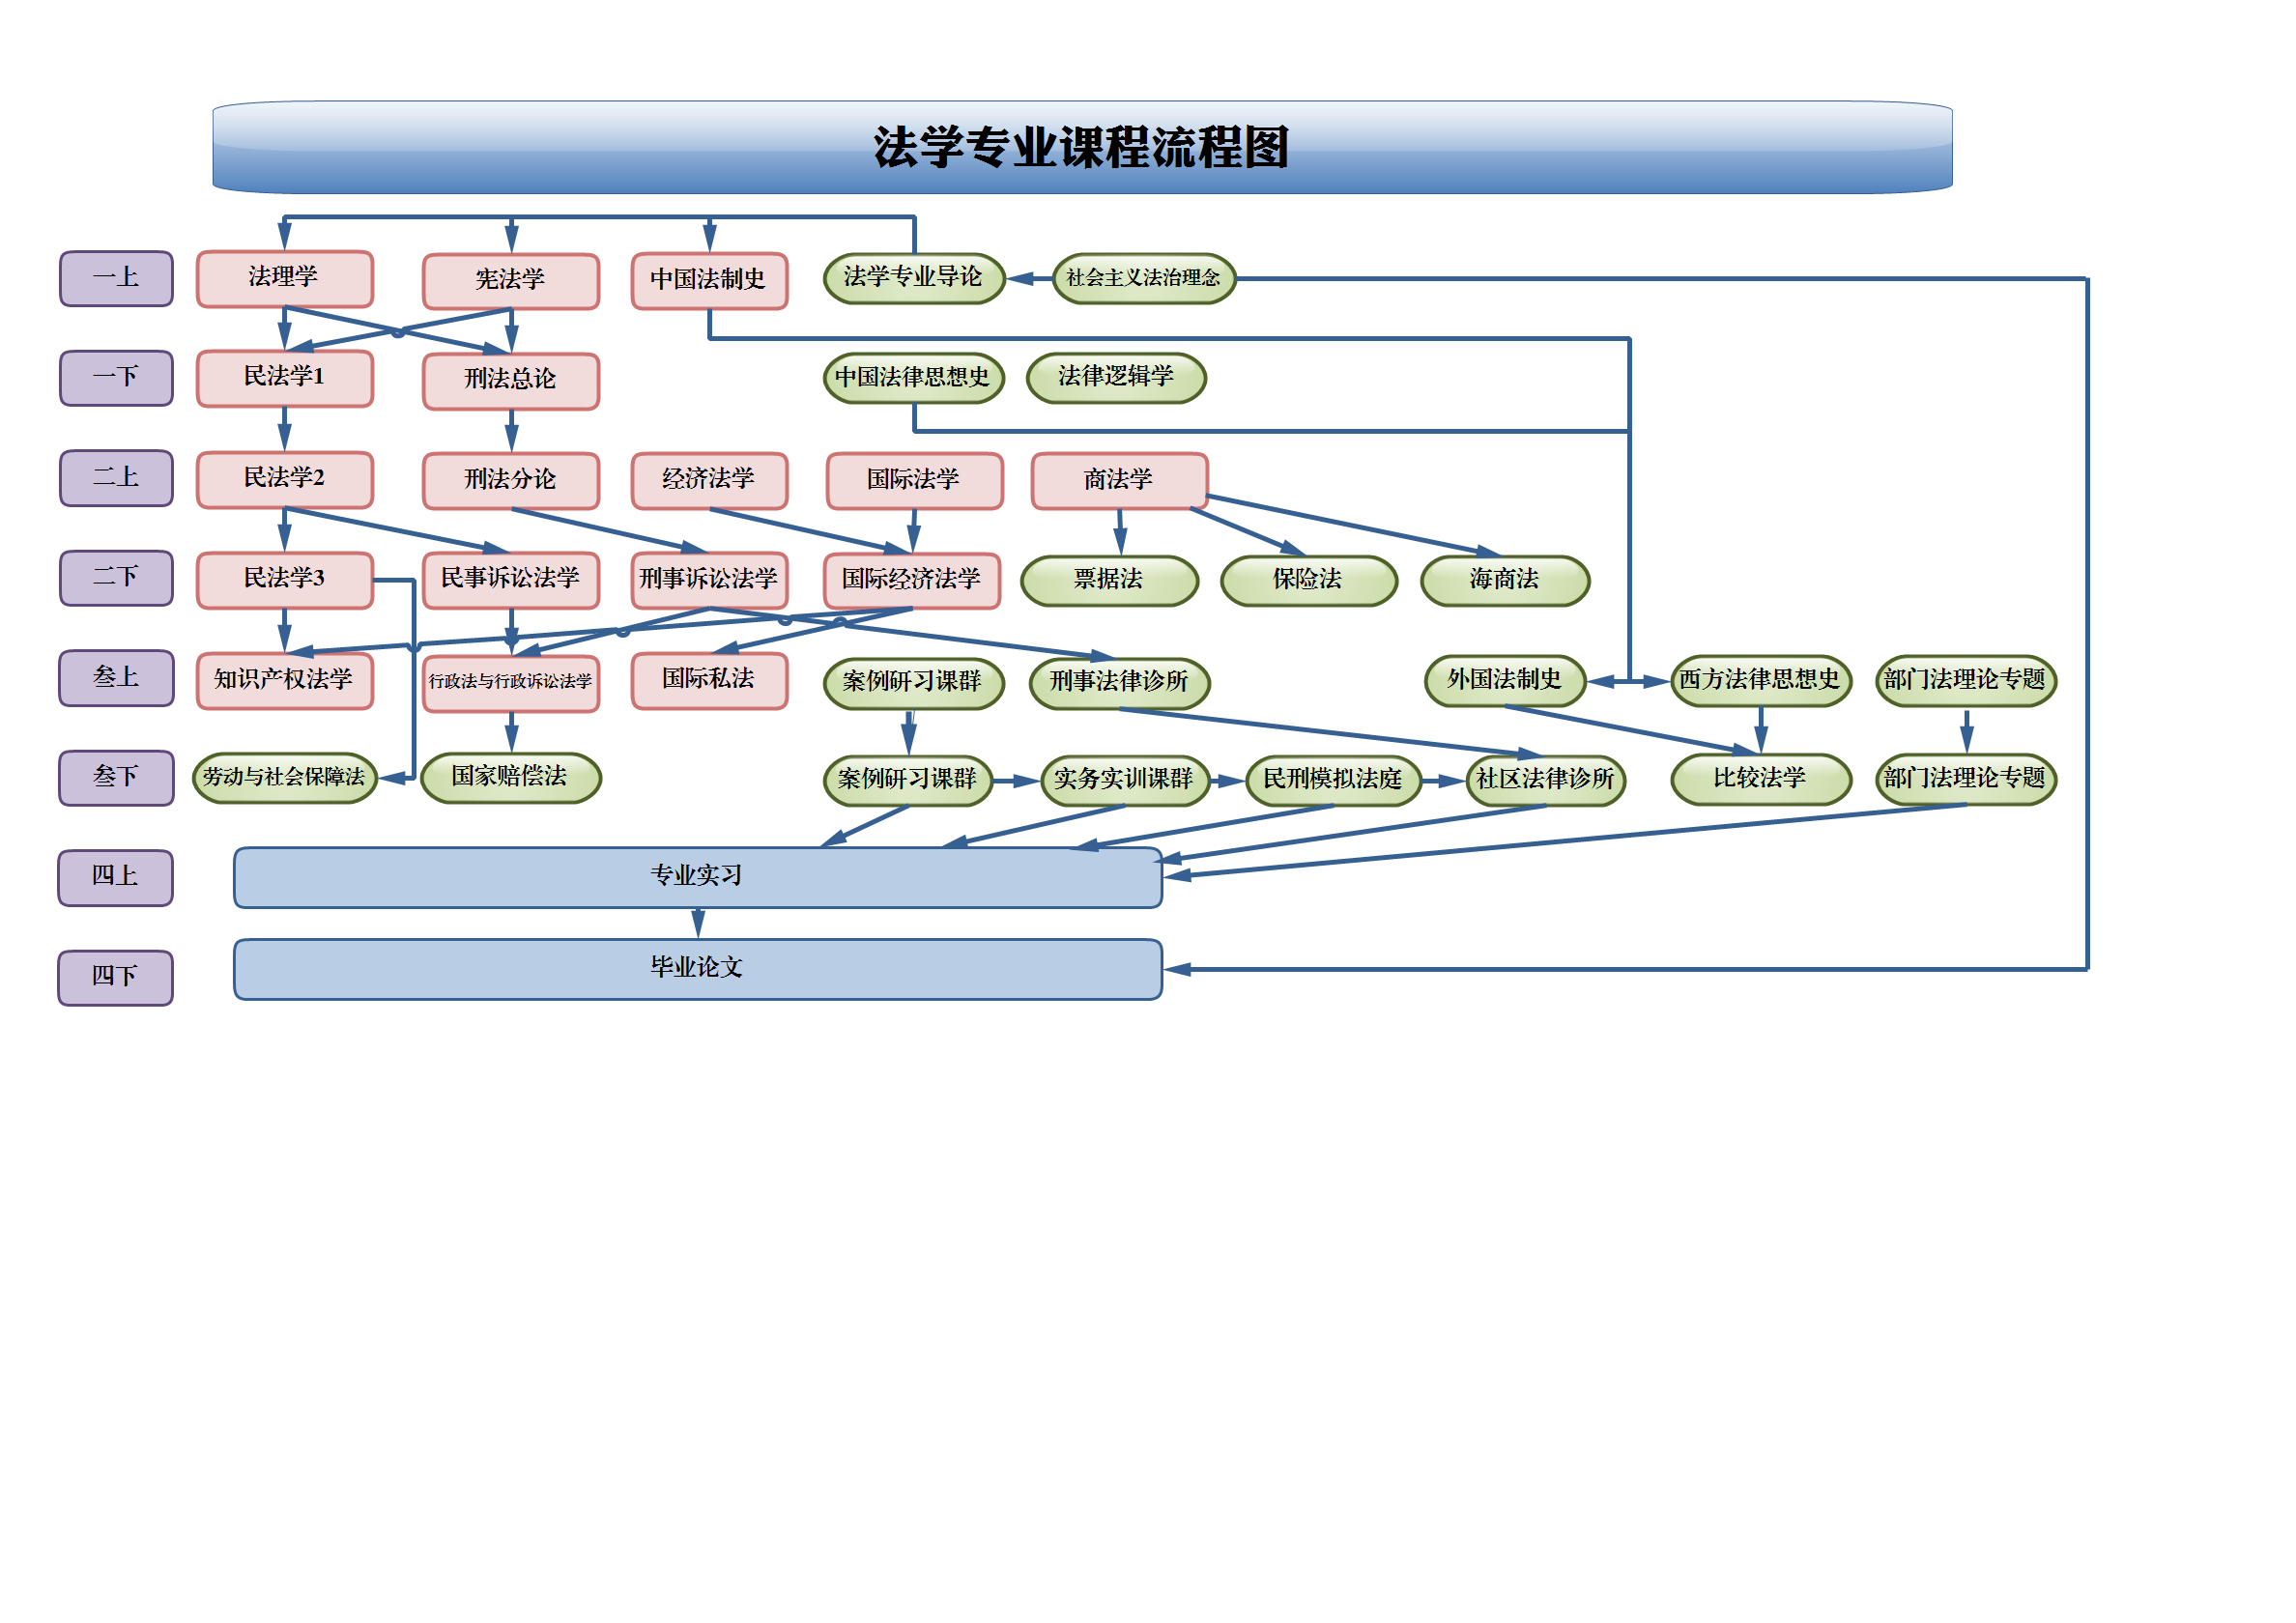 法学专业课程流程图
一上
法理学
宪法学
中国法制史
法学专业导论
社会主义法治理念
一下
民法学1
刑法总论
中国法律思想史
法律逻辑学
二上
民法学2
刑法分论
经济法学
国际法学
商法学
二下
民法学3
民事诉讼法学
刑事诉讼法学
国际经济法学
票据法
保险法
海商法
叁上
知识产权法学
行政法与行政诉讼法学
国际私法
案例研习课群
刑事法律诊所
外国法制史
西方法律思想史
部门法理论专题
叁下
劳动与社会保障法
国家赔偿法
案例研习课群
实务实训课群
民刑模拟法庭
社区法律诊所
比较法学
部门法理论专题
四上
专业实习
四下
毕业论文